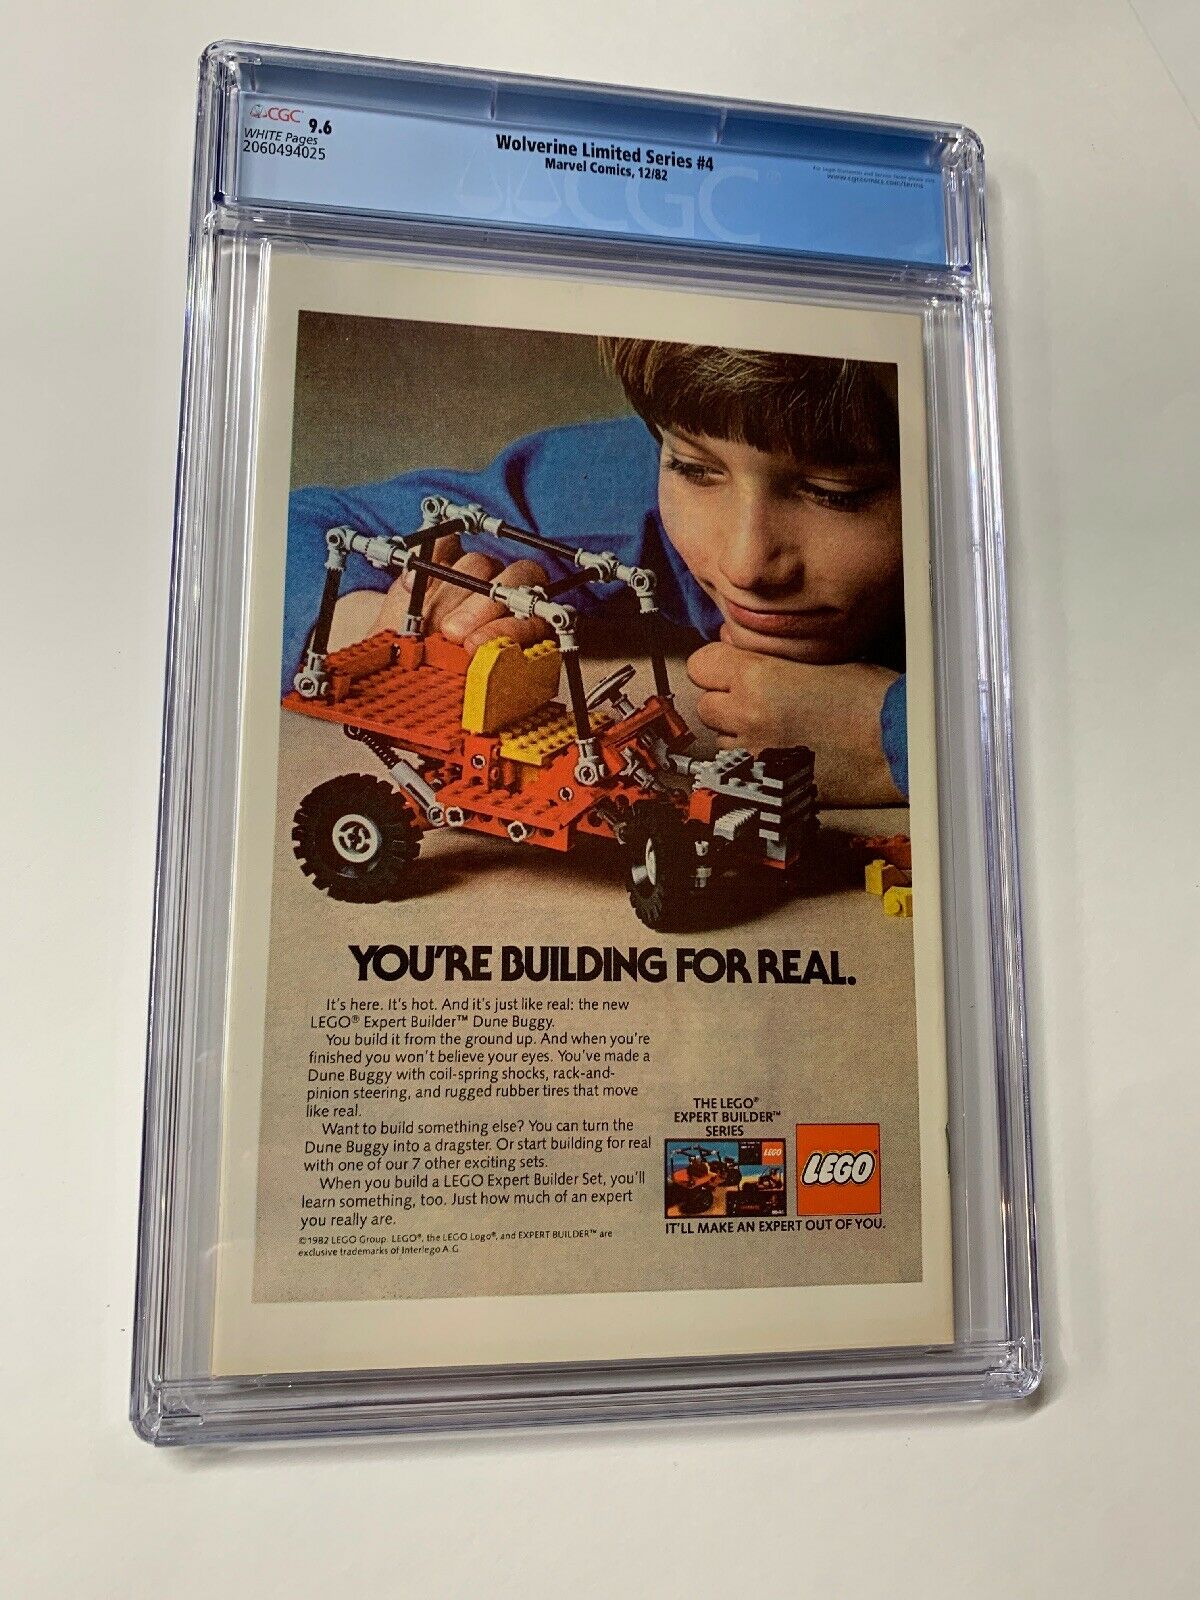 CGC 9.6
WHITE Pages
2060494025
Wolverine Limited Series #4
Marvel Comics, 12/82
www.cgccomics.com/terms
CGC
YOU'RE BUILDING FOR REAL.
It's here. It's hot. And it's just like real: the new
LEGO® Expert Builder™ Dune Buggy.
You build it from the ground up. And when you're
finished you won't believe your eyes. You've made a
Dune Buggy with coil-spring shocks, rack-and-
pinion steering, and rugged rubber tires that move
like real.
Want to build something else? You can turn the
Dune Buggy into a dragster. Or start building for real
with one of our 7 other exciting sets.
When you build a LEGO Expert Builder Set, you'll
learn something, too. Just how much of an expert
you really are.
©1982 LEGO Group. LEGO®, the LEGO Logo®, and EXPERT BUILDER™ are
exclusive trademarks of Interlego A.G.
THE LEGO®
EXPERT BUILDER™
SERIES
LEGO
LEGO®
IT'LL MAKE AN EXPERT OUT OF YOU.